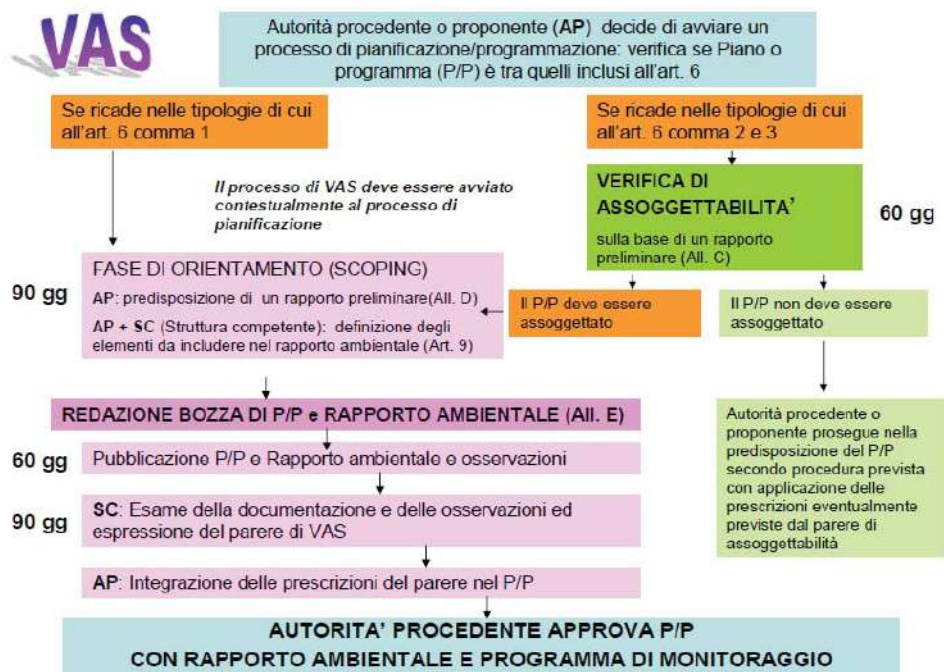 VAS
Autorità procedente o proponente (AP) decide di avviare un
processo di pianificazione/programmazione: verifica se Piano o
programma (P/P) è tra quelli inclusi all'art. 6
Se ricade nelle tipologie di cui
all'art. 6 comma 1
Se ricade nelle tipologie di cui
all'art. 6 comma 2 e 3
Il processo di VAS deve essere avviato
contestualmente al processo di
pianificazione
VERIFICA DI
ASSOGGETTABILITA'
sulla base di un rapporto
preliminare (All. C)
60 gg
90 gg
FASE DI ORIENTAMENTO (SCOPING)
AP: predisposizione di un rapporto preliminare(All. D)
AP + SC (Struttura competente): definizione degli
elementi da includere nel rapporto ambientale (Art. 9)
Il P/P deve essere
assoggettato
Il P/P non deve essere
assoggettato
REDAZIONE BOZZA DI P/P e RAPPORTO AMBIENTALE (All. E)
60 gg
Pubblicazione P/P e Rapporto ambientale e osservazioni
90 gg
SC: Esame della documentazione e delle osservazioni ed
espressione del parere di VAS
AP: Integrazione delle prescrizioni del parere nel P/P
Autorità procedente o
proponente prosegue nella
predisposizione del P/P
secondo procedura prevista
con applicazione delle
prescrizioni eventualmente
previste dal parere di
assoggettabilità
AUTORITA' PROCEDENTE APPROVA P/P
CON RAPPORTO AMBIENTALE E PROGRAMMA DI MONITORAGGIO